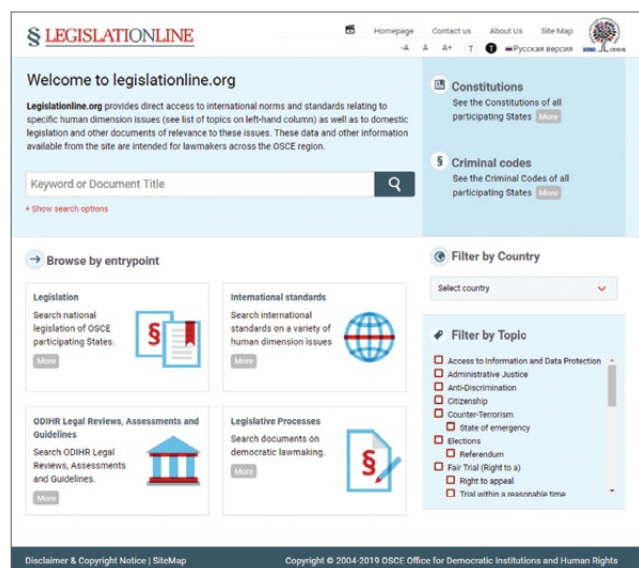 Homepage Contact us About Us Site Map
§ LEGISLATIONLINE
-A A A+ T T Русская версия
Welcome to legislationline.org
Legislationline.org provides direct access to international norms and standards relating to
specific human dimension issues (see list of topics on left-hand column) as well as to domestic
legislation and other documents of relevance to these issues. These data and other information
available from the site are intended for lawmakers across the OSCE region.
Keyword or Document Title
+ Show search options
Constitutions
See the Constitutions of all
participating States More
§ Criminal codes
See the Criminal Codes of all
participating States More
Browse by entrypoint
Legislation
Search national
legislation of OSCE
participating States.
More
§
International standards
Search international
standards on a variety of
human dimension issues
More
ODIHR Legal Reviews, Assessments and
Guidelines
Search ODIHR Legal
Reviews, Assessments
and Guidelines.
More
Legislative Processes
Search documents on
democratic lawmaking.
More
§
Filter by Country
Select country
Filter by Topic
Access to Information and Data Protection
Administrative Justice
Anti-Discrimination
Citizenship
Counter-Terrorism
State of emergency
Elections
Referendum
Fair Trial (Right to a)
Right to appeal
Trial within a reasonable time
Disclaimer & Copyright Notice | SiteMap
Copyright © 2004-2019 OSCE Office for Democratic Institutions and Human Rights